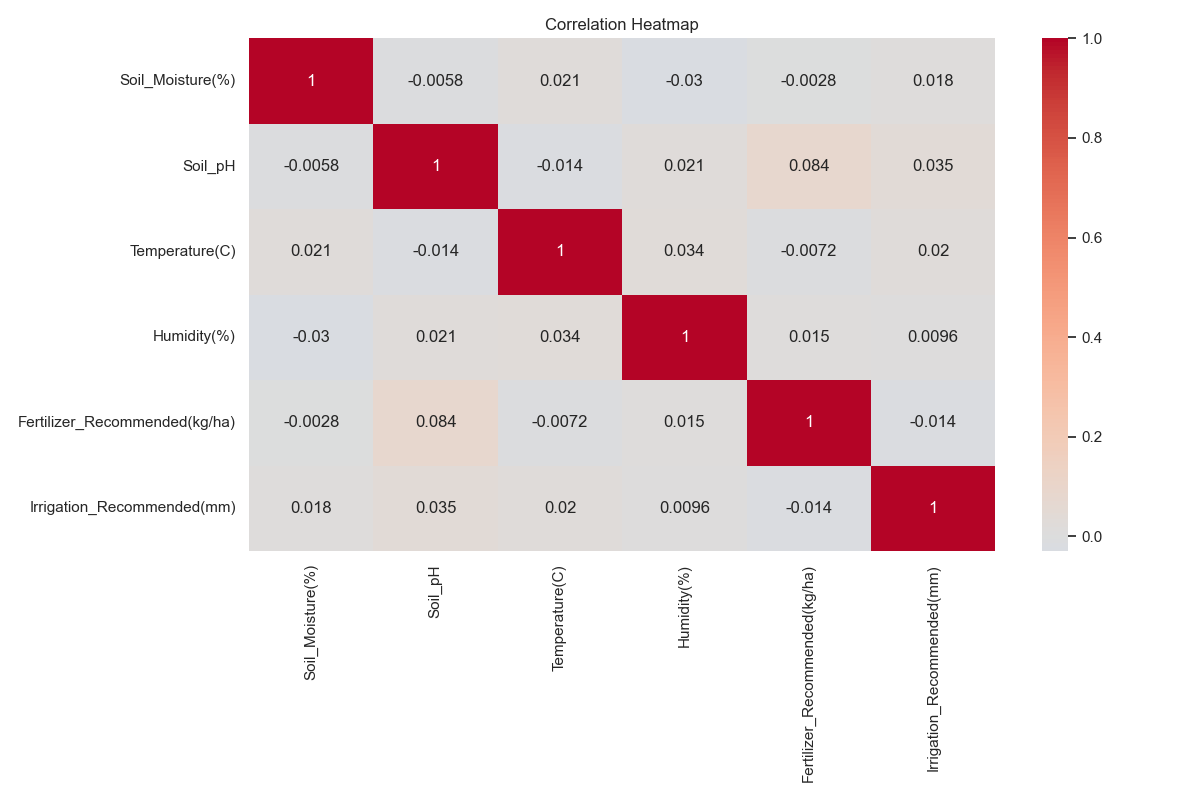 Correlation Heatmap
Soil_Moisture(%) 1 -0.0058 0.021 -0.03 -0.0028 0.018
Soil_pH -0.0058 1 -0.014 0.021 0.084 0.035
Temperature(C) 0.021 -0.014 1 0.034 -0.0072 0.02
Humidity(%) -0.03 0.021 0.034 1 0.015 0.0096
Fertilizer_Recommended(kg/ha) -0.0028 0.084 -0.0072 0.015 1 -0.014
Irrigation_Recommended(mm) 0.018 0.035 0.02 0.0096 -0.014 1
Soil_Moisture(%)
Soil_pH
Temperature(C)
Humidity(%)
Fertilizer_Recommended(kg/ha)
Irrigation_Recommended(mm)
1.0
0.8
0.6
0.4
0.2
0.0